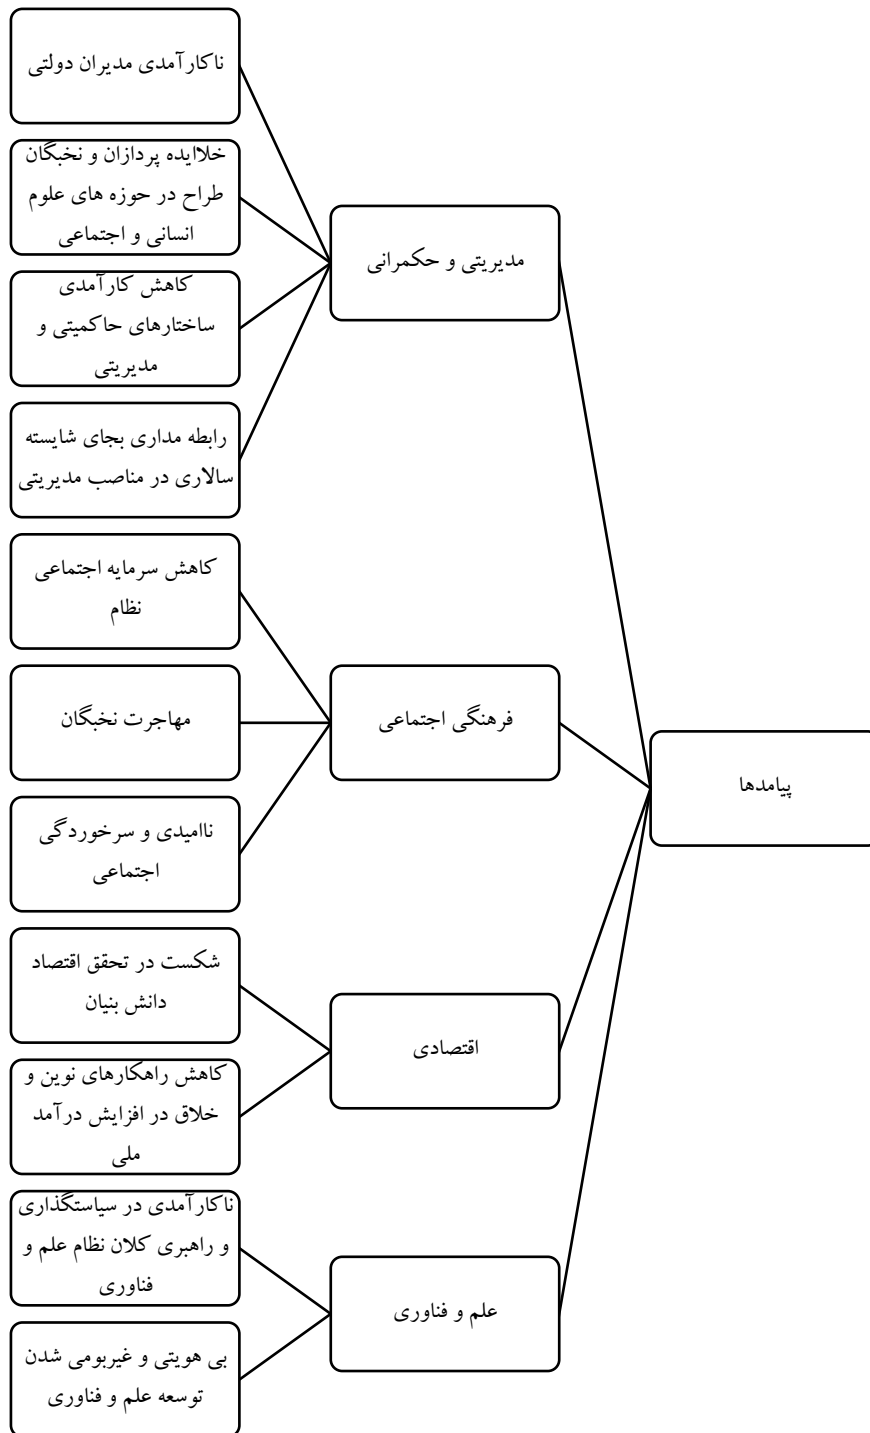 پیامدها
مدیریتی و حکمرانی
ناکارآمدی مدیران دولتی
خلاایده پردازان و نخبگان
طراح در حوزه های علوم
انسانی و اجتماعی
کاهش کارآمدی
ساختارهای حاکمیتی و
مدیریتی
رابطه مداری بجای شایسته
سالاری در مناصب مدیریتی
فرهنگی اجتماعی
کاهش سرمایه اجتماعی
نظام
مهاجرت نخبگان
ناامیدی و سرخوردگی
اجتماعی
اقتصادی
شکست در تحقق اقتصاد
دانش بنیان
کاهش راهکارهای نوین و
خلاق در افزایش درآمد
ملی
علم و فناوری
ناکارآمدی در سیاستگذاری
و راهبری کلان نظام علم و
فناوری
بی هویتی و غیربومی شدن
توسعه علم و فناوری